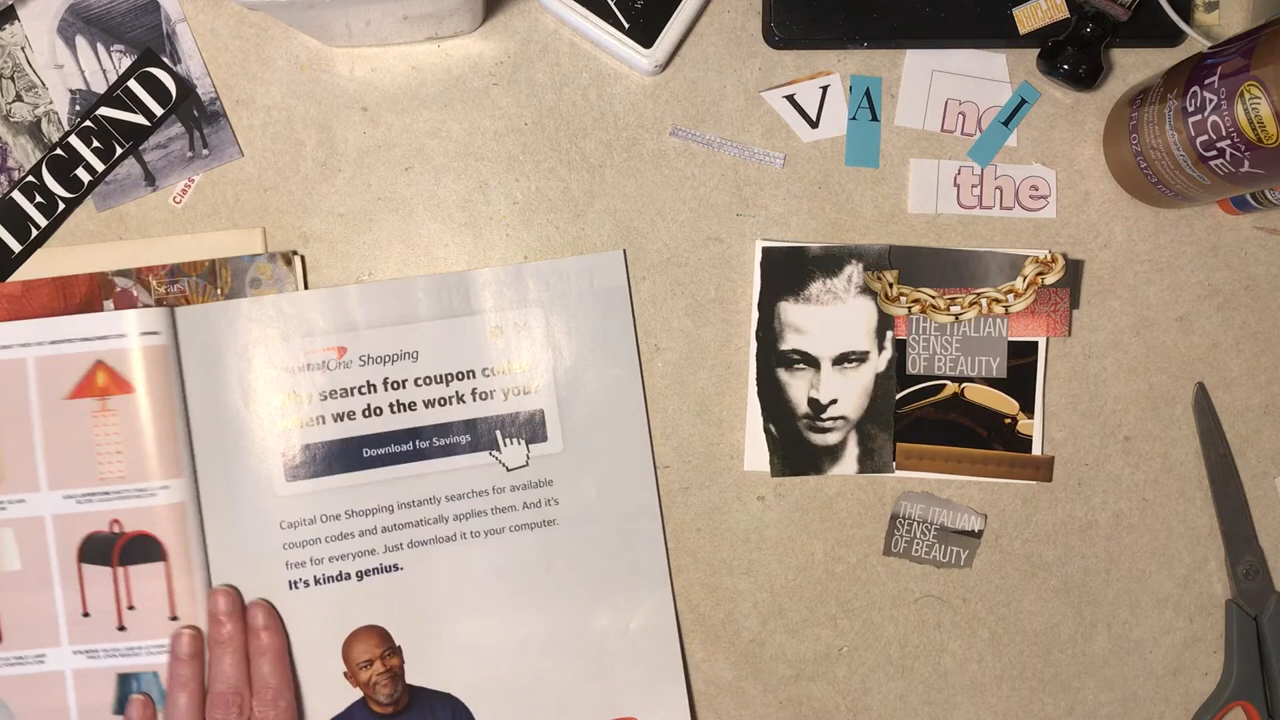 LEGEND
Class
Sears
V
A
no
I
the
Aleene's
ORIGINAL
TACKY
GLUE
One Shopping
search for coupon
when we do the work for you?
Download for Savings
Capital One Shopping instantly searches for available
coupon codes and automatically applies them. And it's
free for everyone. Just download it to your computer.
It's kinda genius.
THE ITALIAN
SENSE
OF BEAUTY
THE ITALIAN
SENSE
OF BEAUTY